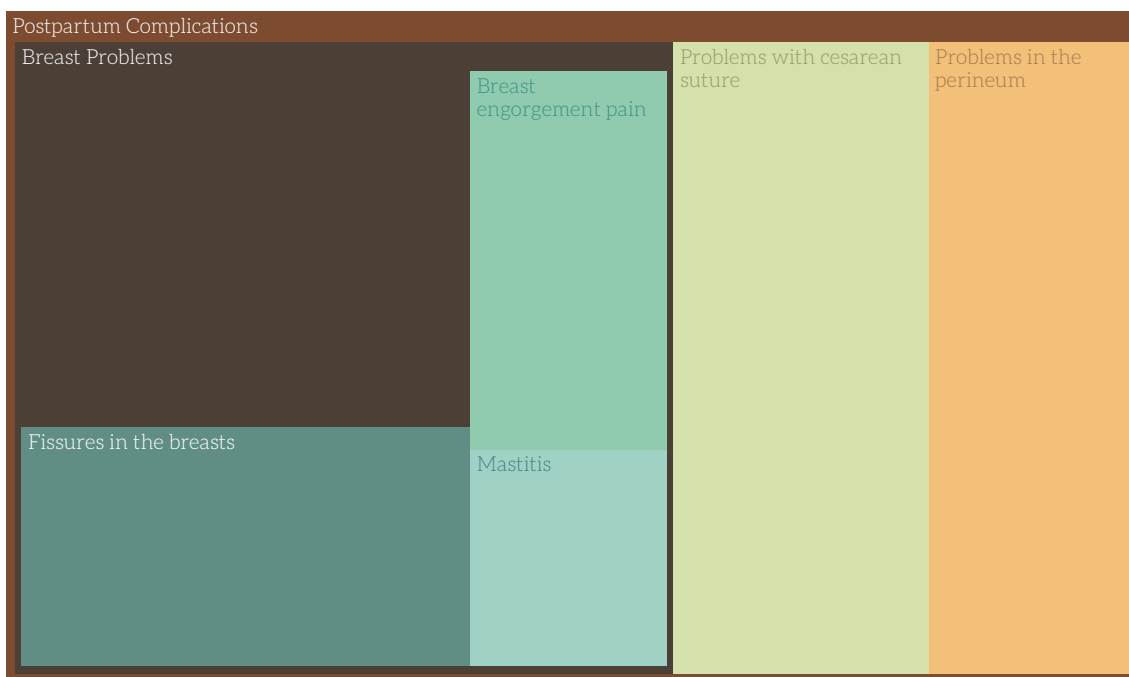 Postpartum Complications
Breast Problems
Breast
engorgement pain
Fissures in the breasts
Mastitis
Problems with cesarean
suture
Problems in the
perineum